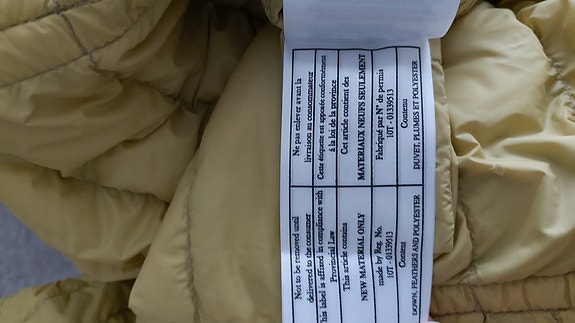 Not to be removed until
delivered to the consumer
This label is affixed in compliance with
Provincial Law
This article contains
NEW MATERIAL ONLY
made by Reg. No.
10T - 01339513
Content
DOWN, FEATHERS AND POLYESTER
Ne pas enlever avant la
livraison au consommateur
Cette étiquette est apposée conformément
á la loi de la province
Cet article contient des
MATERIAUX NEUFS SEULEMENT
Fabriqué par N° de permis
10T - 01339513
Contenu
DUVET, PLUMES ET POLYESTER